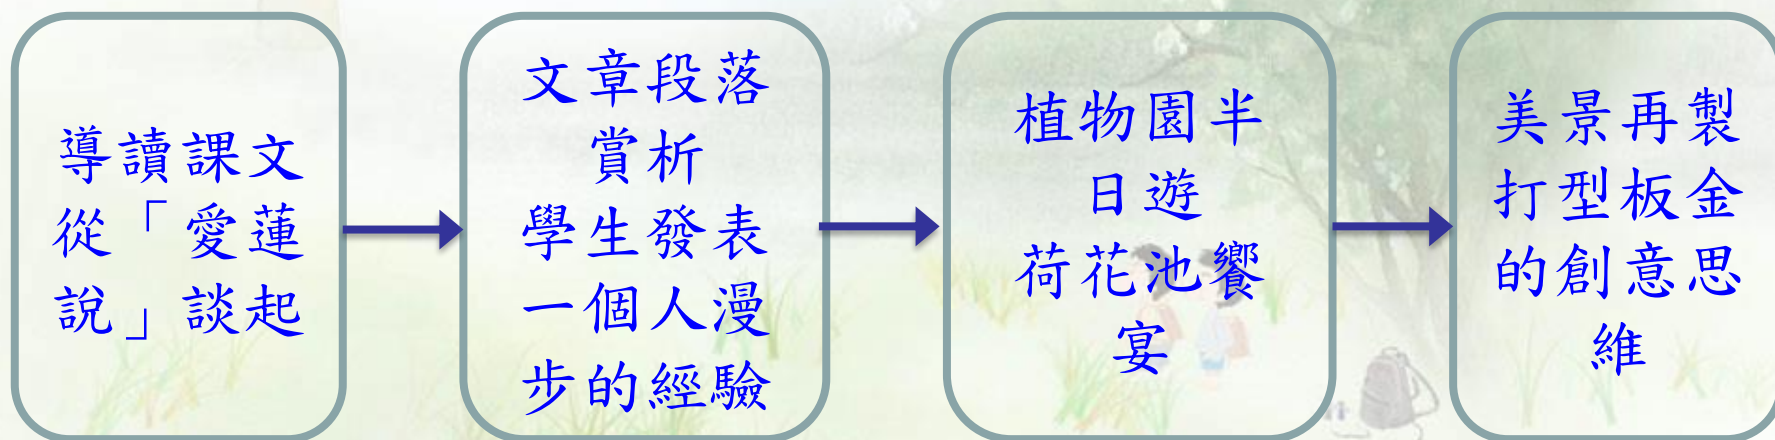 導讀課文
從「愛蓮
說」談起
文章段落
賞析
學生發表
一個人漫
步的經驗
植物園半
日遊
荷花池饗
宴
美景再製
打型板金
的創意思
維